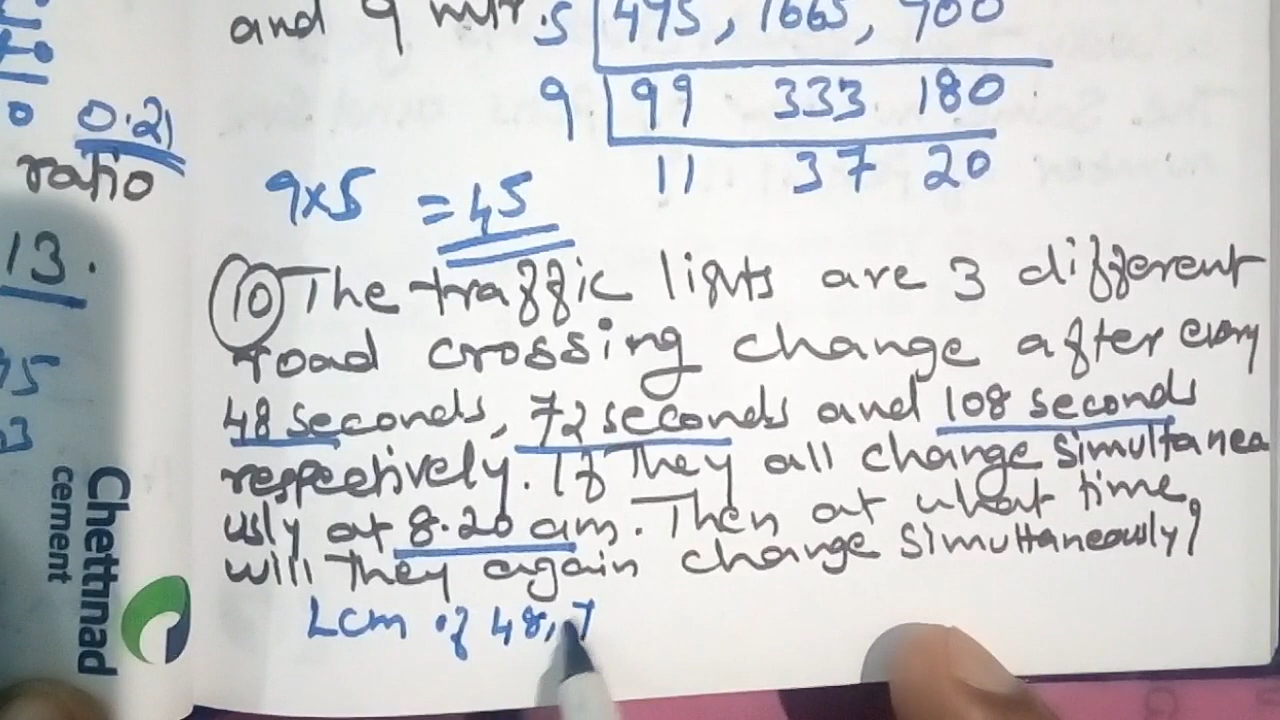 and 9 mtr. 5 495, 1665, 900
9 99 333 180
11 37 20
0.21
ratio
9x5 = 45
13.
10 The traffic lights are 3 different
road crossing change after every
48 seconds, 72 seconds and 108 seconds
respectively. If they all change simultanea
usly at 8.20 am. Then at what time
will they again change simultaneously?
Lcm of 48, 7
Chettinad
cement